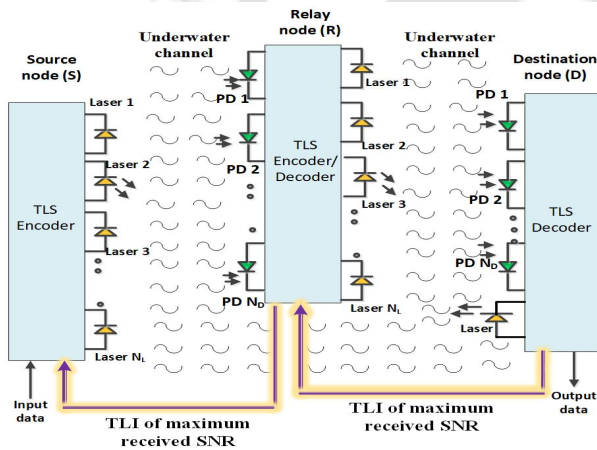 Source
node (S)
Underwater
channel
Relay
node (R)
Underwater
channel
Destination
node (D)
Laser 1
Laser 2
Laser 3
Laser N_L
TLS
Encoder
Input
data
PD 1
PD 2
PD N_D
TLS
Encoder/
Decoder
Laser 1
Laser 2
Laser 3
Laser N_L
PD 1
PD 2
PD N_D
Laser
TLS
Decoder
Output
data
TLI of maximum
received SNR
TLI of maximum
received SNR